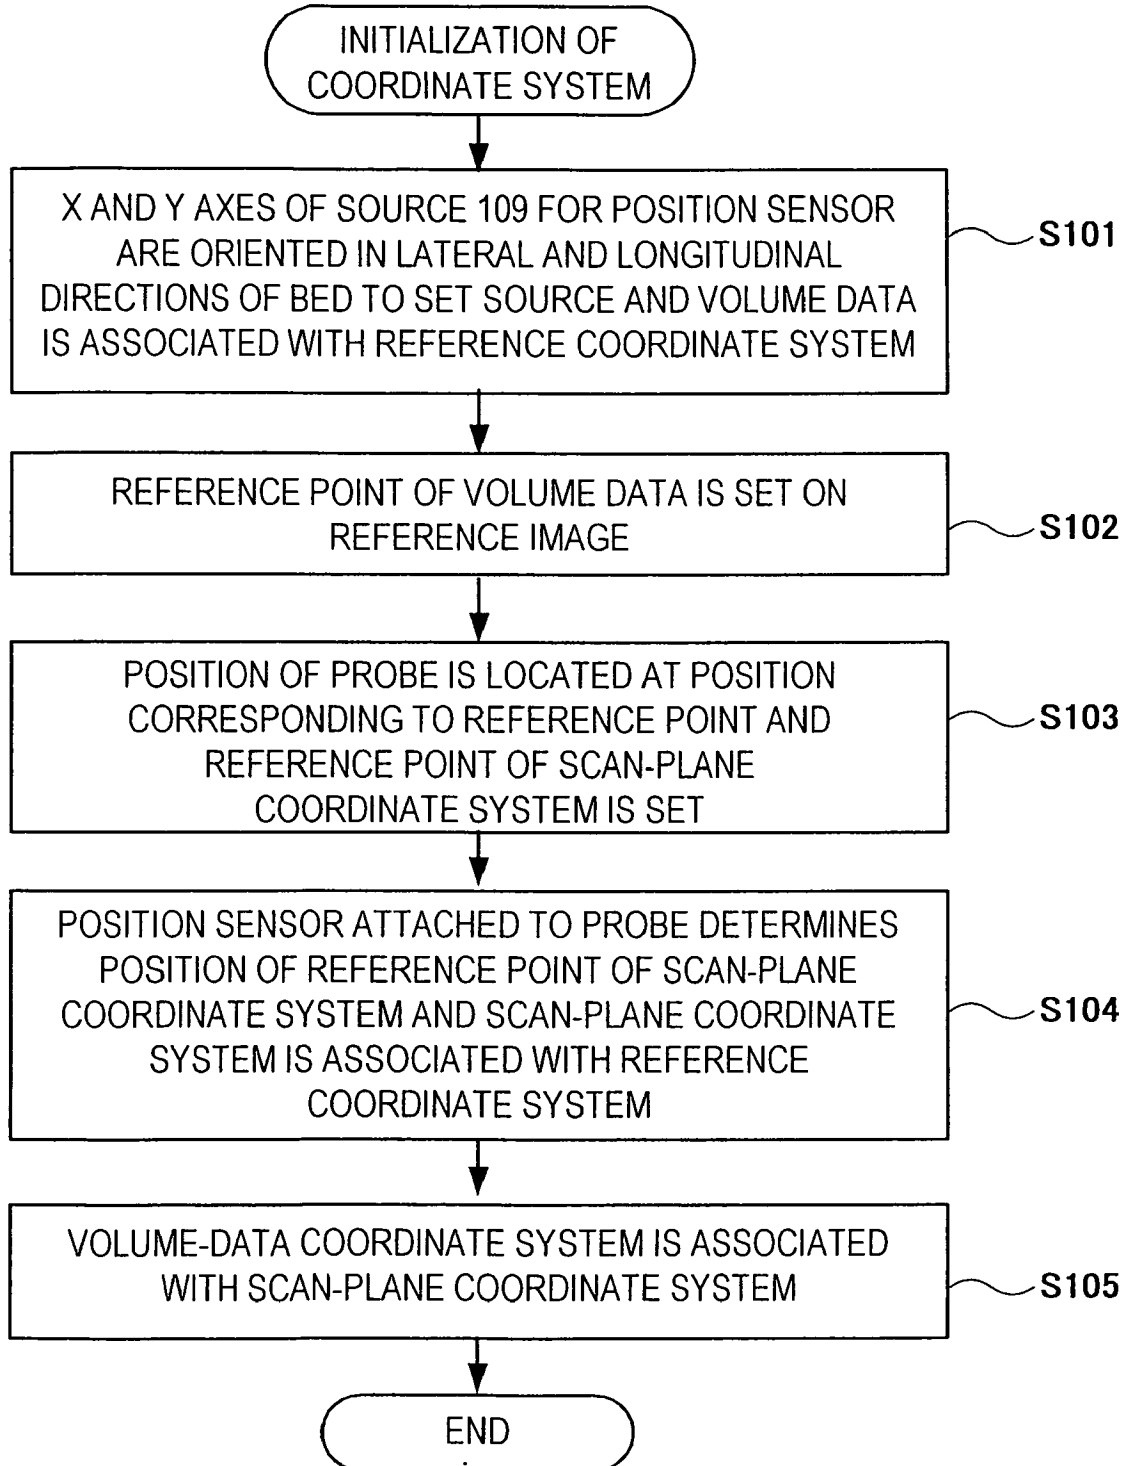 INITIALIZATION OF
COORDINATE SYSTEM
X AND Y AXES OF SOURCE 109 FOR POSITION SENSOR
ARE ORIENTED IN LATERAL AND LONGITUDINAL
DIRECTIONS OF BED TO SET SOURCE AND VOLUME DATA
IS ASSOCIATED WITH REFERENCE COORDINATE SYSTEM
S101
REFERENCE POINT OF VOLUME DATA IS SET ON
REFERENCE IMAGE
S102
POSITION OF PROBE IS LOCATED AT POSITION
CORRESPONDING TO REFERENCE POINT AND
REFERENCE POINT OF SCAN-PLANE
COORDINATE SYSTEM IS SET
S103
POSITION SENSOR ATTACHED TO PROBE DETERMINES
POSITION OF REFERENCE POINT OF SCAN-PLANE
COORDINATE SYSTEM AND SCAN-PLANE COORDINATE
SYSTEM IS ASSOCIATED WITH REFERENCE
COORDINATE SYSTEM
S104
VOLUME-DATA COORDINATE SYSTEM IS ASSOCIATED
WITH SCAN-PLANE COORDINATE SYSTEM
S105
END